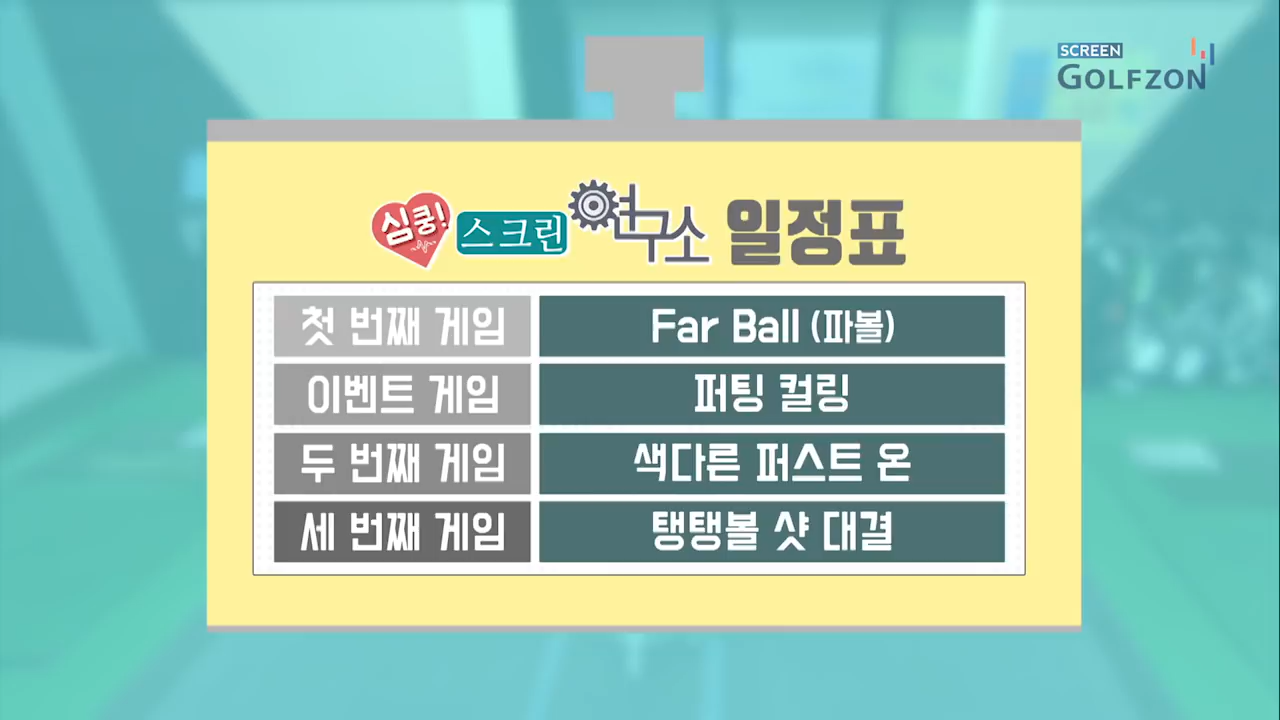 SCREEN
GOLFZON
심쿵! 스크린 연구소 일정표
첫 번째 게임 Far Ball (파볼)
이벤트 게임 퍼팅 컬링
두 번째 게임 색다른 퍼스트 온
세 번째 게임 탱탱볼 샷 대결